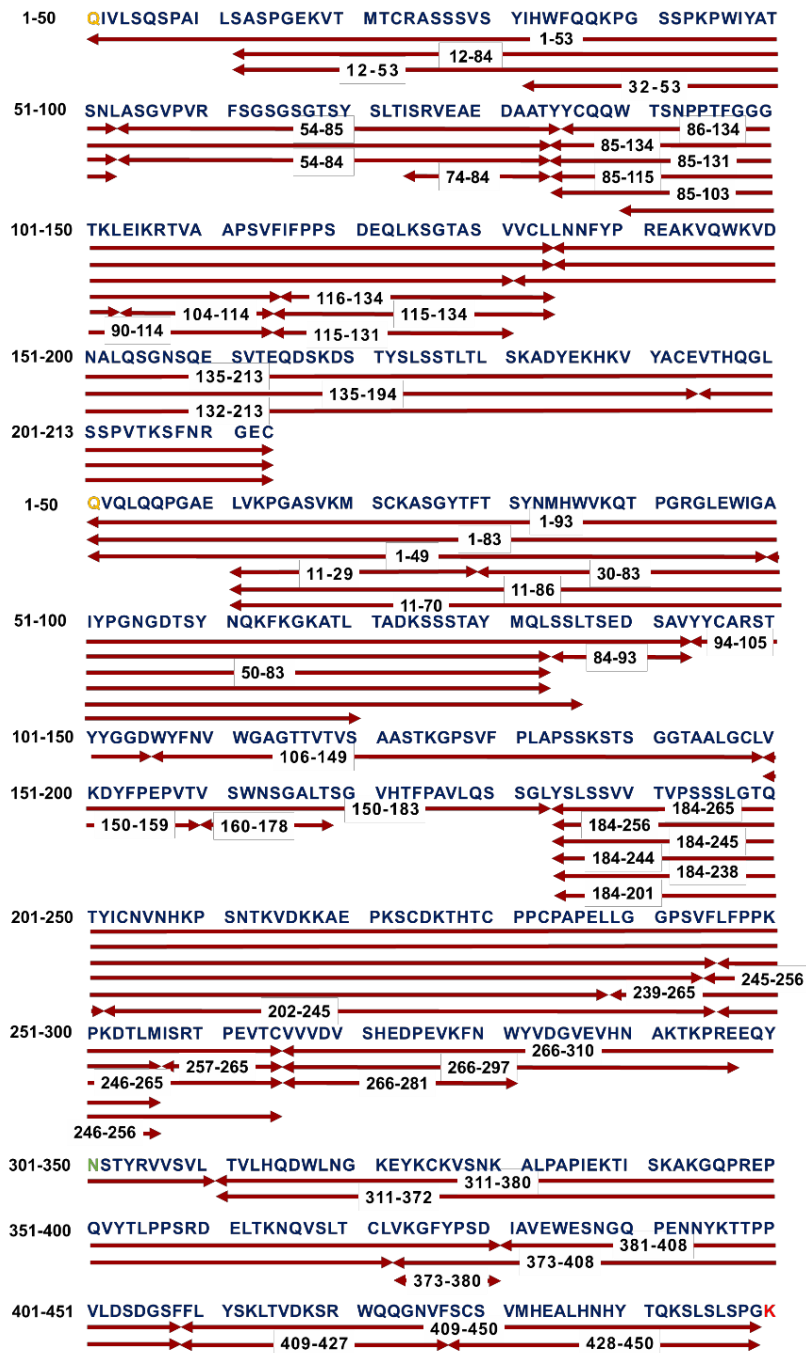 1-50 QIVLSQSPAI LSASPGEKVT MTCRASSSVS YIHWFQQKPG SSPKPWIYAT
1-53
12-84
12-53
32-53
51-100 SNLASGVPVR FSGSGSGTSY SLTISRVEAE DAATYYCQQW TSNPPTFGGG
54-85 86-134
85-134
54-84 85-131
74-84 85-115
85-103
101-150 TKLEIKRTVA APSVFIFPPS DEQLKSGTAS VVCLLNNFYP REAKVQWKVD
116-134
104-114 115-134
90-114 115-131
151-200 NALQSGNSQE SVTEQDSKDS TYSLSSTLTL SKADYEKHKV YACEVTHQGL
135-213
135-194
132-213
201-213 SSPVTKSFNR GEC
1-50 QVQLQQPGAE LVKPGASVKM SCKASGYTFT SYNMHWVKQT PGRGLEWIGA
1-93
1-83
1-49
11-29 30-83
11-86
11-70
51-100 IYPGNGDTSY NQKFKGKATL TADKSSSTAY MQLSSLTSED SAVYYCARST
94-105
84-93
50-83
101-150 YYGGDWYFNV WGAGTTVTVS AASTKGPSVF PLAPSSKSTS GGTAALGCLV
106-149
151-200 KDYFPEPVTV SWNSGALTSG VHTFPAVLQS SGLYSLSSVV TVPSSSLGTQ
150-183 184-265
150-159 160-178 184-256
184-245
184-244
184-238
184-201
201-250 TYICNVNHKP SNTKVDKKAE PKSCDKTHTC PPCPAPELLG GPSVFLFPPK
245-256
239-265
202-245
251-300 PKDTLMISRT PEVTCVVVDV SHEDPEVKFN WYVDGVEVHN AKTKPREEQY
266-310
257-265 266-297
246-265 266-281
246-256
301-350 NSTYRVVSVL TVLHQDWLNG KEYKCKVSNK ALPAPIEKTI SKAKGQPREP
311-380
311-372
351-400 QVYTLPPSRD ELTKNQVSLT CLVKGFYPSD IAVEWESNGQ PENNYKTTPP
381-408
373-408
373-380
401-451 VLDSDGSFFL YSKLTVDKSR WQQGNVFSCS VMHEALHNHY TQKSLSLSPGK
409-450
409-427 428-450